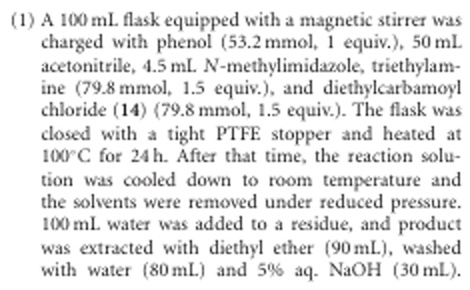 (1) A 100 mL flask equipped with a magnetic stirrer was
charged with phenol (53.2 mmol, 1 equiv.), 50 mL
acetonitrile, 4.5 mL N-methylimidazole, triethylam-
ine (79.8 mmol, 1.5 equiv.), and diethylcarbamoyl
chloride (14) (79.8 mmol, 1.5 equiv.). The flask was
closed with a tight PTFE stopper and heated at
100°C for 24 h. After that time, the reaction solu-
tion was cooled down to room temperature and
the solvents were removed under reduced pressure.
100 mL water was added to a residue, and product
was extracted with diethyl ether (90 mL), washed
with water (80 mL) and 5% aq. NaOH (30 mL).